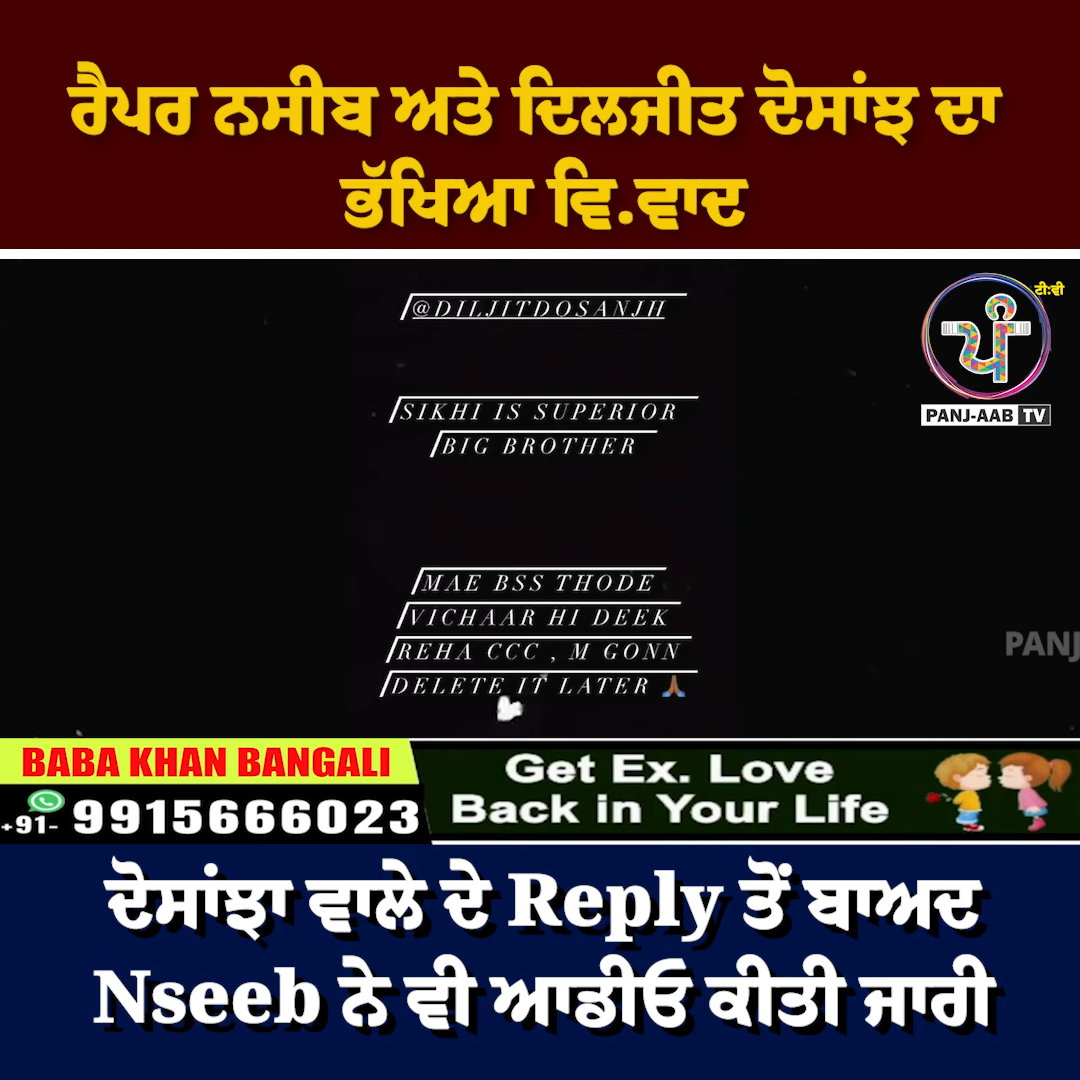 ਰੈਪਰ ਨਸੀਬ ਅਤੇ ਦਿਲਜੀਤ ਦੋਸਾਂਝ ਦਾ
ਭੱਖਿਆ ਵਿ.ਵਾਦ
@DILJITDOSANJH
ਟੀ:ਵੀ
ਪੰ
PANJ-AAB TV
SIKHI IS SUPERIOR
BIG BROTHER
MAE BSS THODE
VICHAAR HI DEEK
REHA CCC , M GONN
DELETE IT LATER 🙏🏾
PANJ
BABA KHAN BANGALI
+91- 9915666023
Get Ex. Love
Back in Your Life
ਦੋਸਾਂਝਾ ਵਾਲੇ ਦੇ Reply ਤੋਂ ਬਾਅਦ
Nseeb ਨੇ ਵੀ ਆਡੀਓ ਕੀਤੀ ਜਾਰੀ